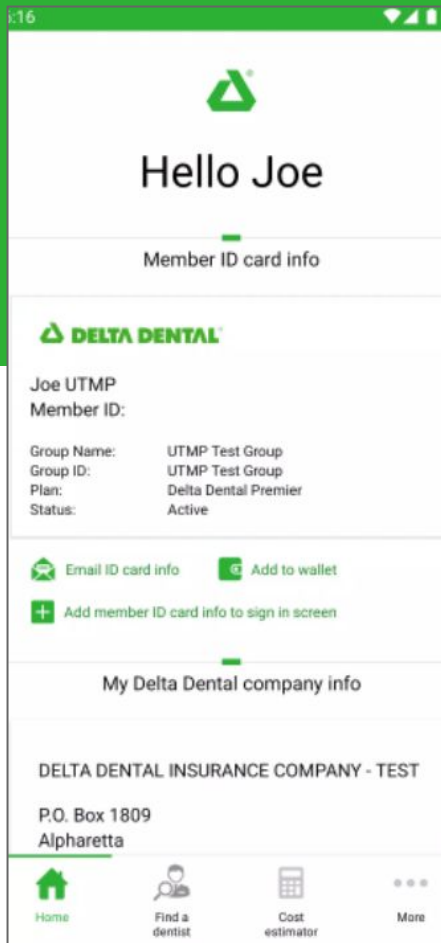 :16
Hello Joe
Member ID card info
DELTA DENTAL
Joe UTMP
Member ID:
Group Name: UTMP Test Group
Group ID: UTMP Test Group
Plan: Delta Dental Premier
Status: Active
Email ID card info Add to wallet
Add member ID card info to sign in screen
My Delta Dental company info
DELTA DENTAL INSURANCE COMPANY - TEST
P.O. Box 1809
Alpharetta
Home Find a Cost More
dentist estimator